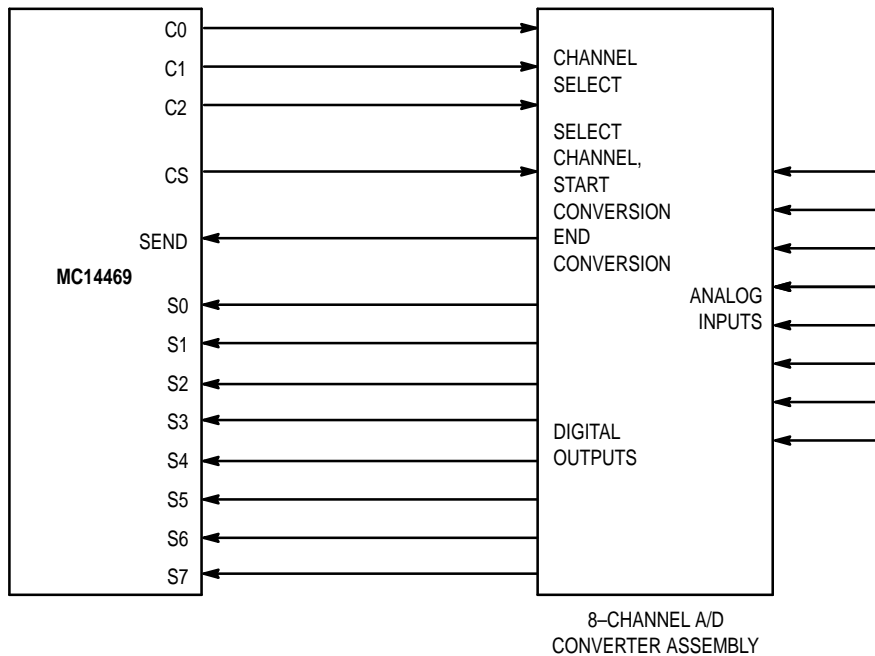 C0
C1
C2
CS
SEND
MC14469
S0
S1
S2
S3
S4
S5
S6
S7
CHANNEL
SELECT
SELECT
CHANNEL,
START
CONVERSION
END
CONVERSION
ANALOG
INPUTS
DIGITAL
OUTPUTS
8–CHANNEL A/D
CONVERTER ASSEMBLY